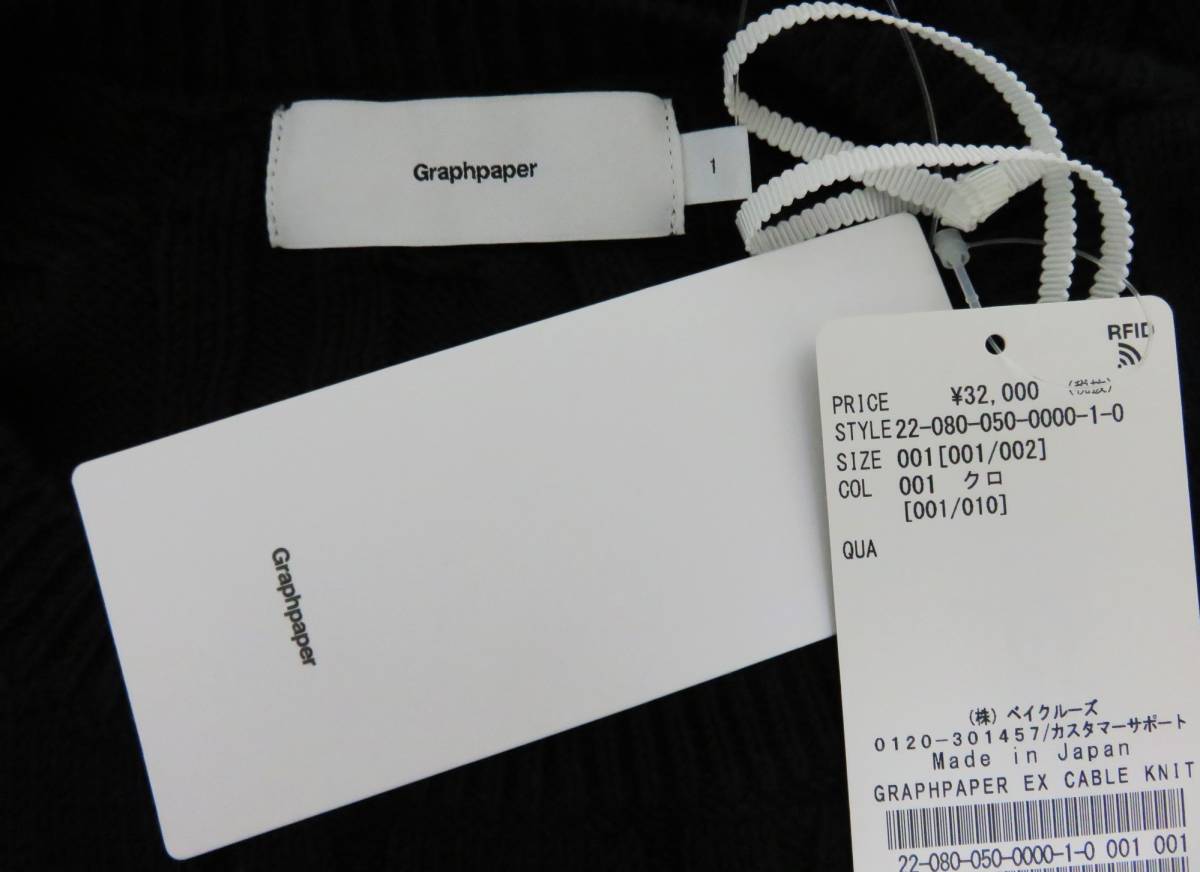 Graphpaper
1
Graphpaper
RFID
PRICE ¥32,000
STYLE 22-080-050-0000-1-0
SIZE 001[001/002]
COL 001 クロ
[001/010]
QUA
(株) ベイクルーズ
0120-301457/カスタマーサポート
Made in Japan
GRAPHPAPER EX CABLE KNIT
22-080-050-0000-1-0 001 001